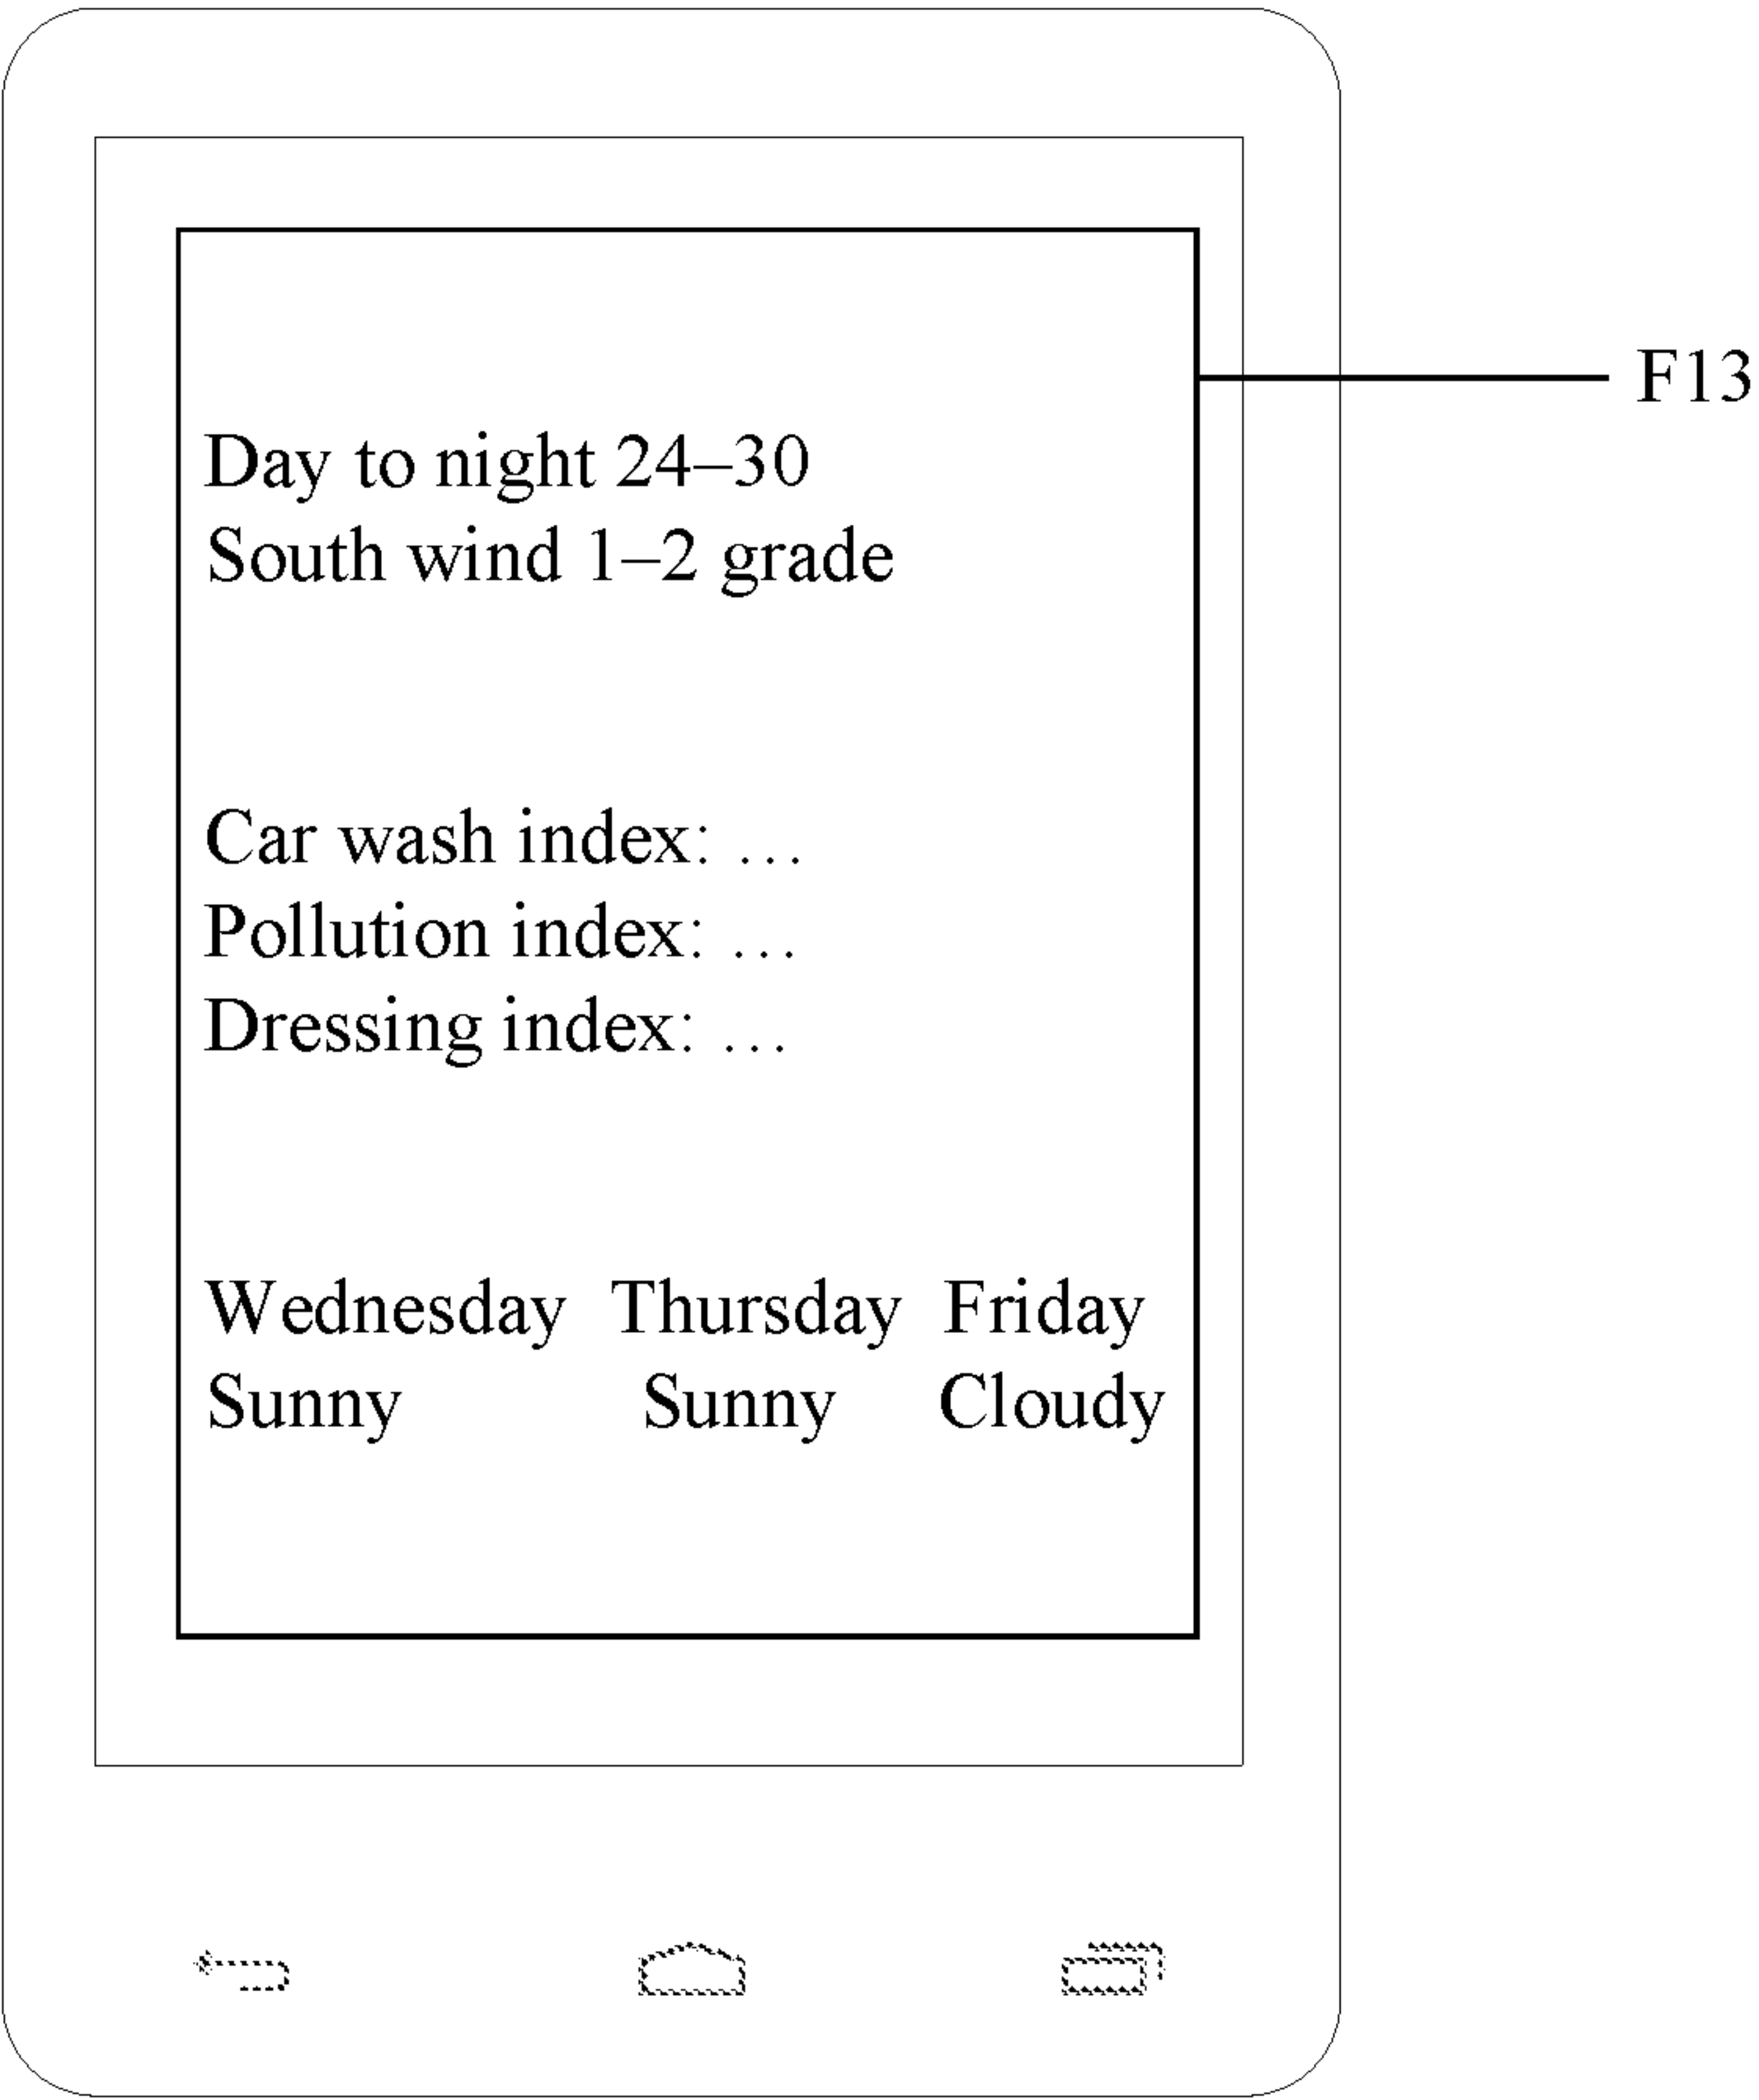 F13
Day to night 24–30
South wind 1–2 grade
Car wash index: ...
Pollution index: ...
Dressing index: ...
Wednesday Thursday Friday
Sunny Sunny Cloudy